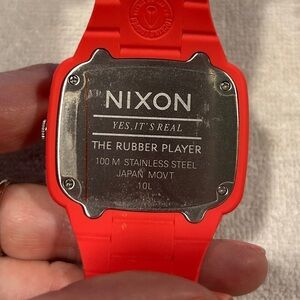 NIXON
YES, IT'S REAL
THE RUBBER PLAYER
100 M STAINLESS STEEL
JAPAN MOVT
10L